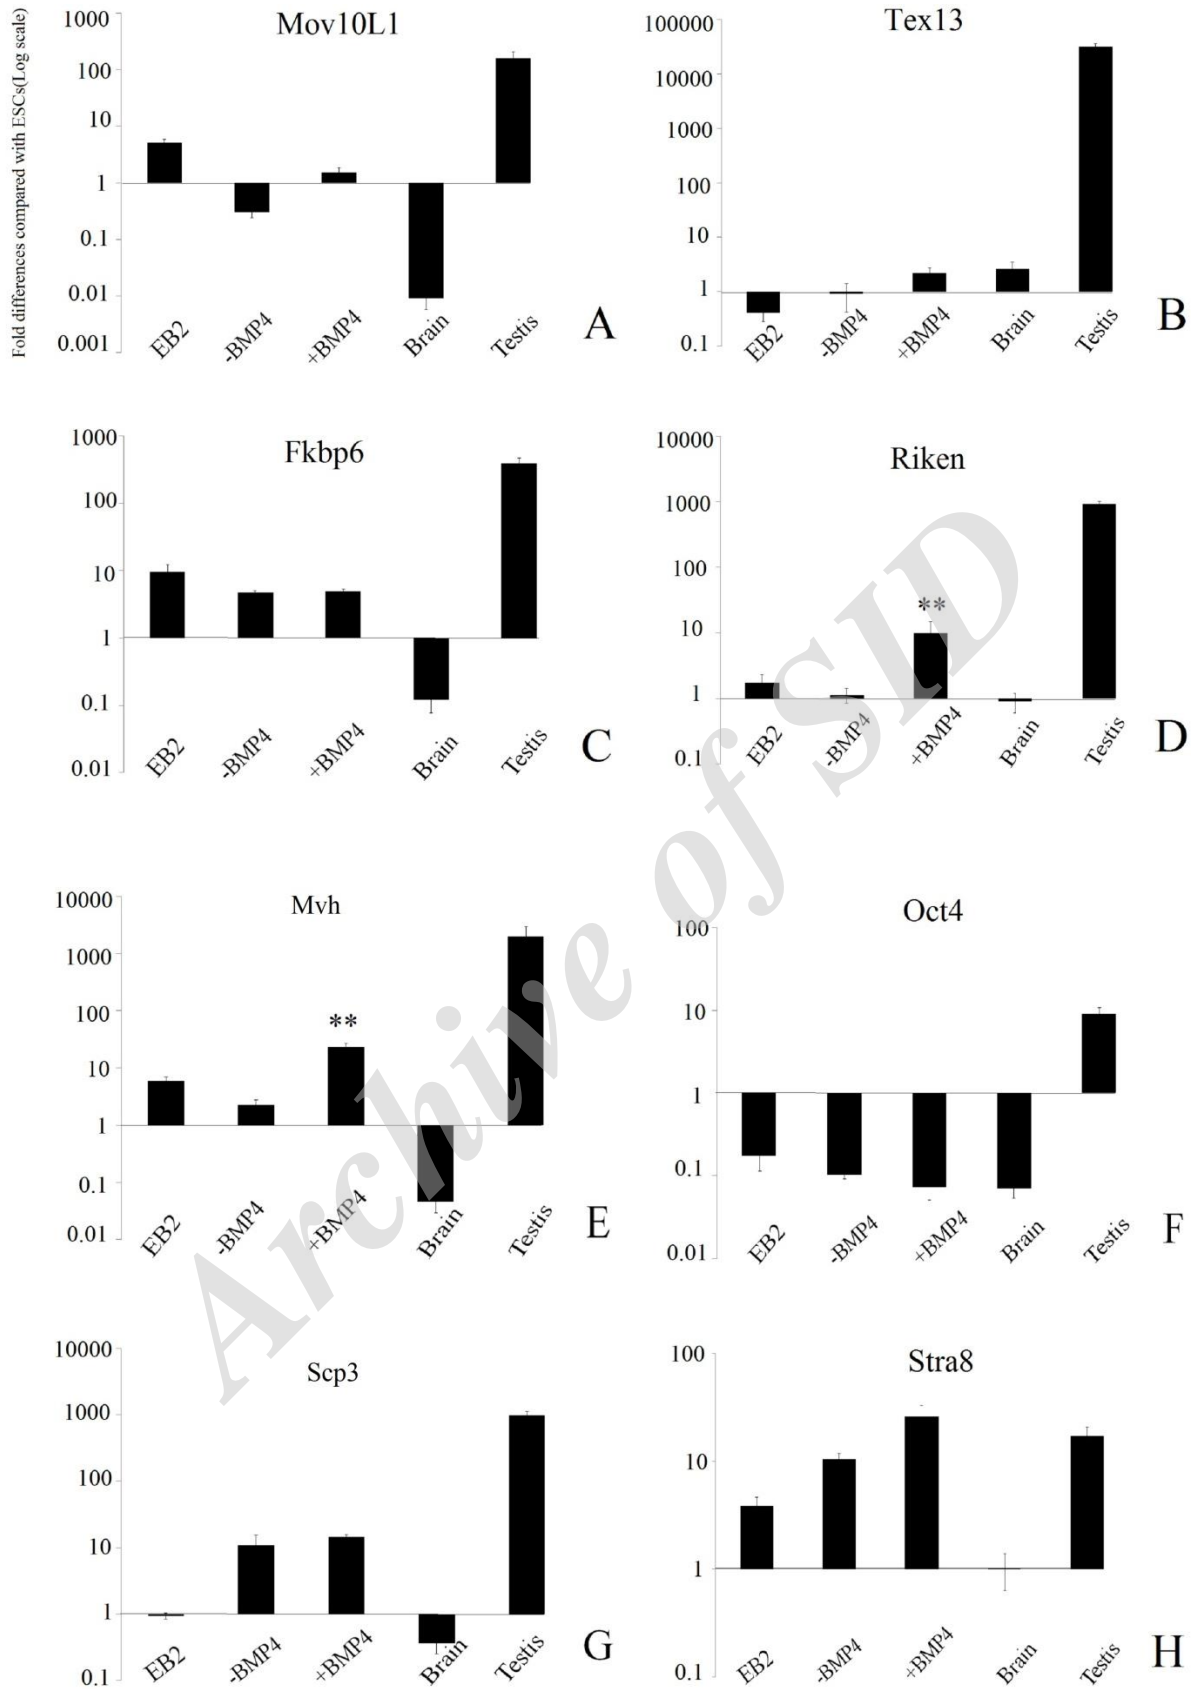 Fold differences compared with ESCs(Log scale)
Mov10L1
1000
100
10
1
0.1
0.01
0.001
EB2
-BMP4
+BMP4
Brain
Testis
A
Tex13
100000
10000
1000
100
10
1
0.1
EB2
-BMP4
+BMP4
Brain
Testis
B
Fkbp6
1000
100
10
1
0.1
0.01
EB2
-BMP4
+BMP4
Brain
Testis
C
Riken
10000
1000
100
10
1
0.1
**
EB2
-BMP4
+BMP4
Brain
Testis
D
Mvh
10000
1000
100
10
1
0.1
0.01
**
EB2
-BMP4
+BMP4
Brain
Testis
E
Oct4
100
10
1
0.1
0.01
EB2
-BMP4
+BMP4
Brain
Testis
F
Scp3
10000
1000
100
10
1
0.1
EB2
-BMP4
+BMP4
Brain
Testis
G
Stra8
100
10
1
0.1
EB2
-BMP4
+BMP4
Brain
Testis
H
Archive of SID